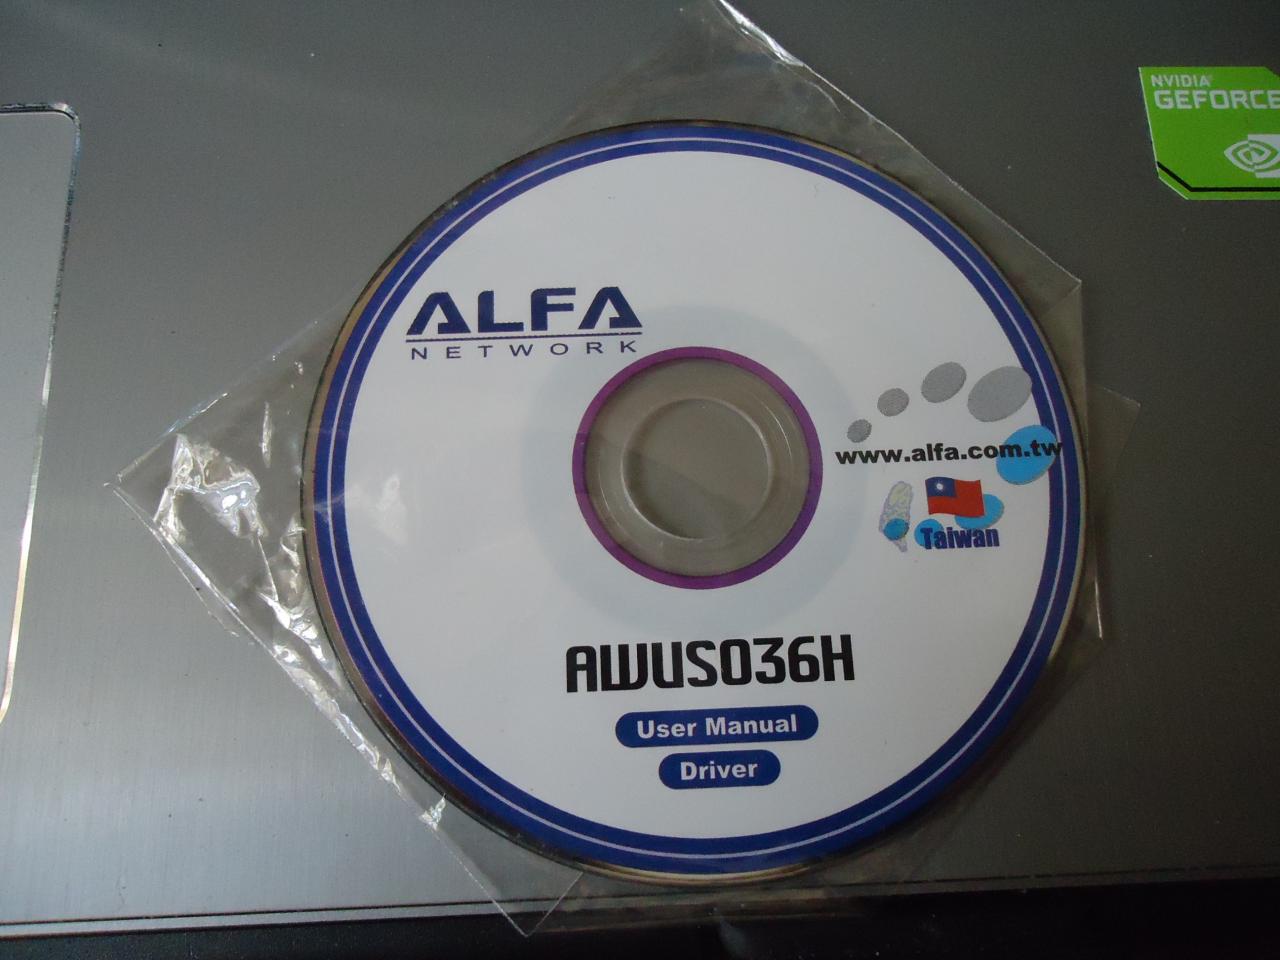 NVIDIA
GEFORCE
ALFA
NETWORK
www.alfa.com.tw
Taiwan
AWUS036H
User Manual
Driver